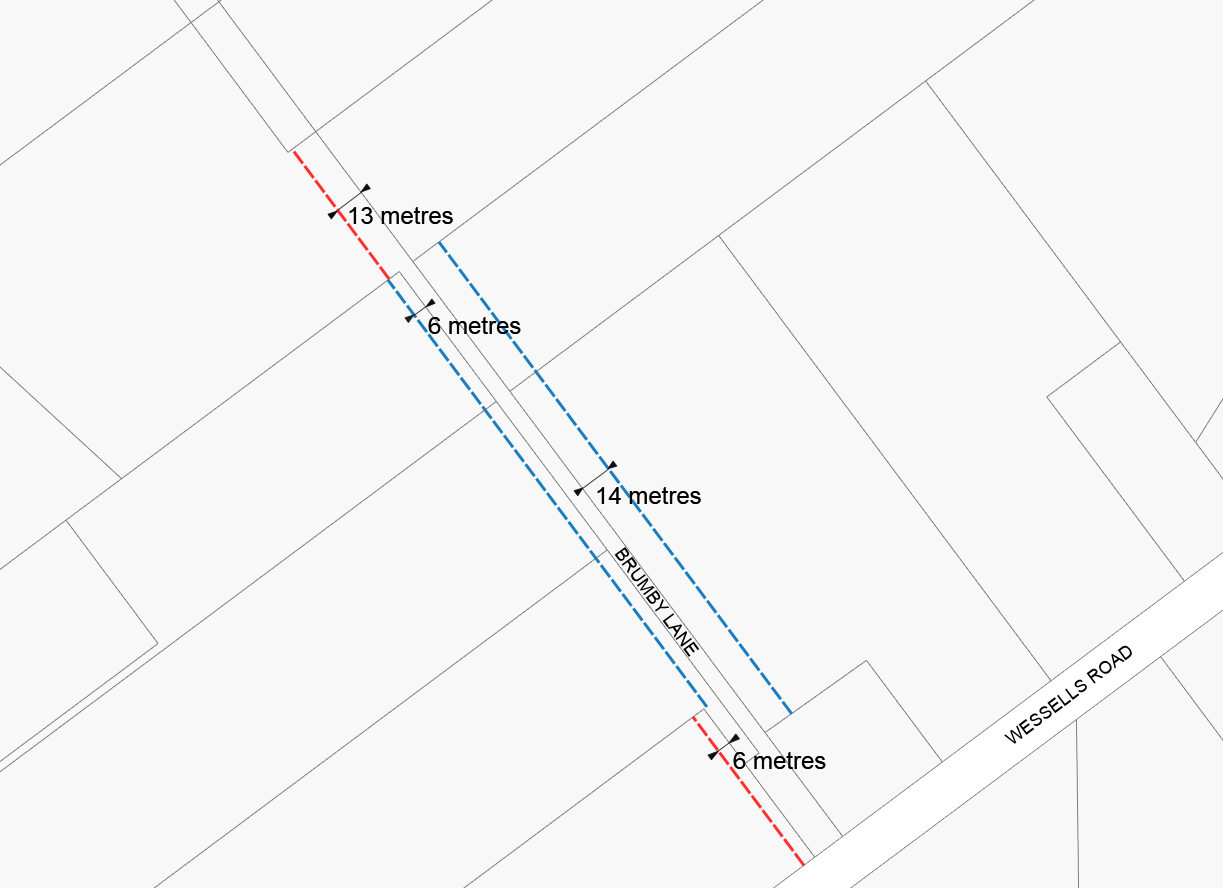 13 metres
6 metres
14 metres
BRUMBY LANE
WESSELLS ROAD
6 metres